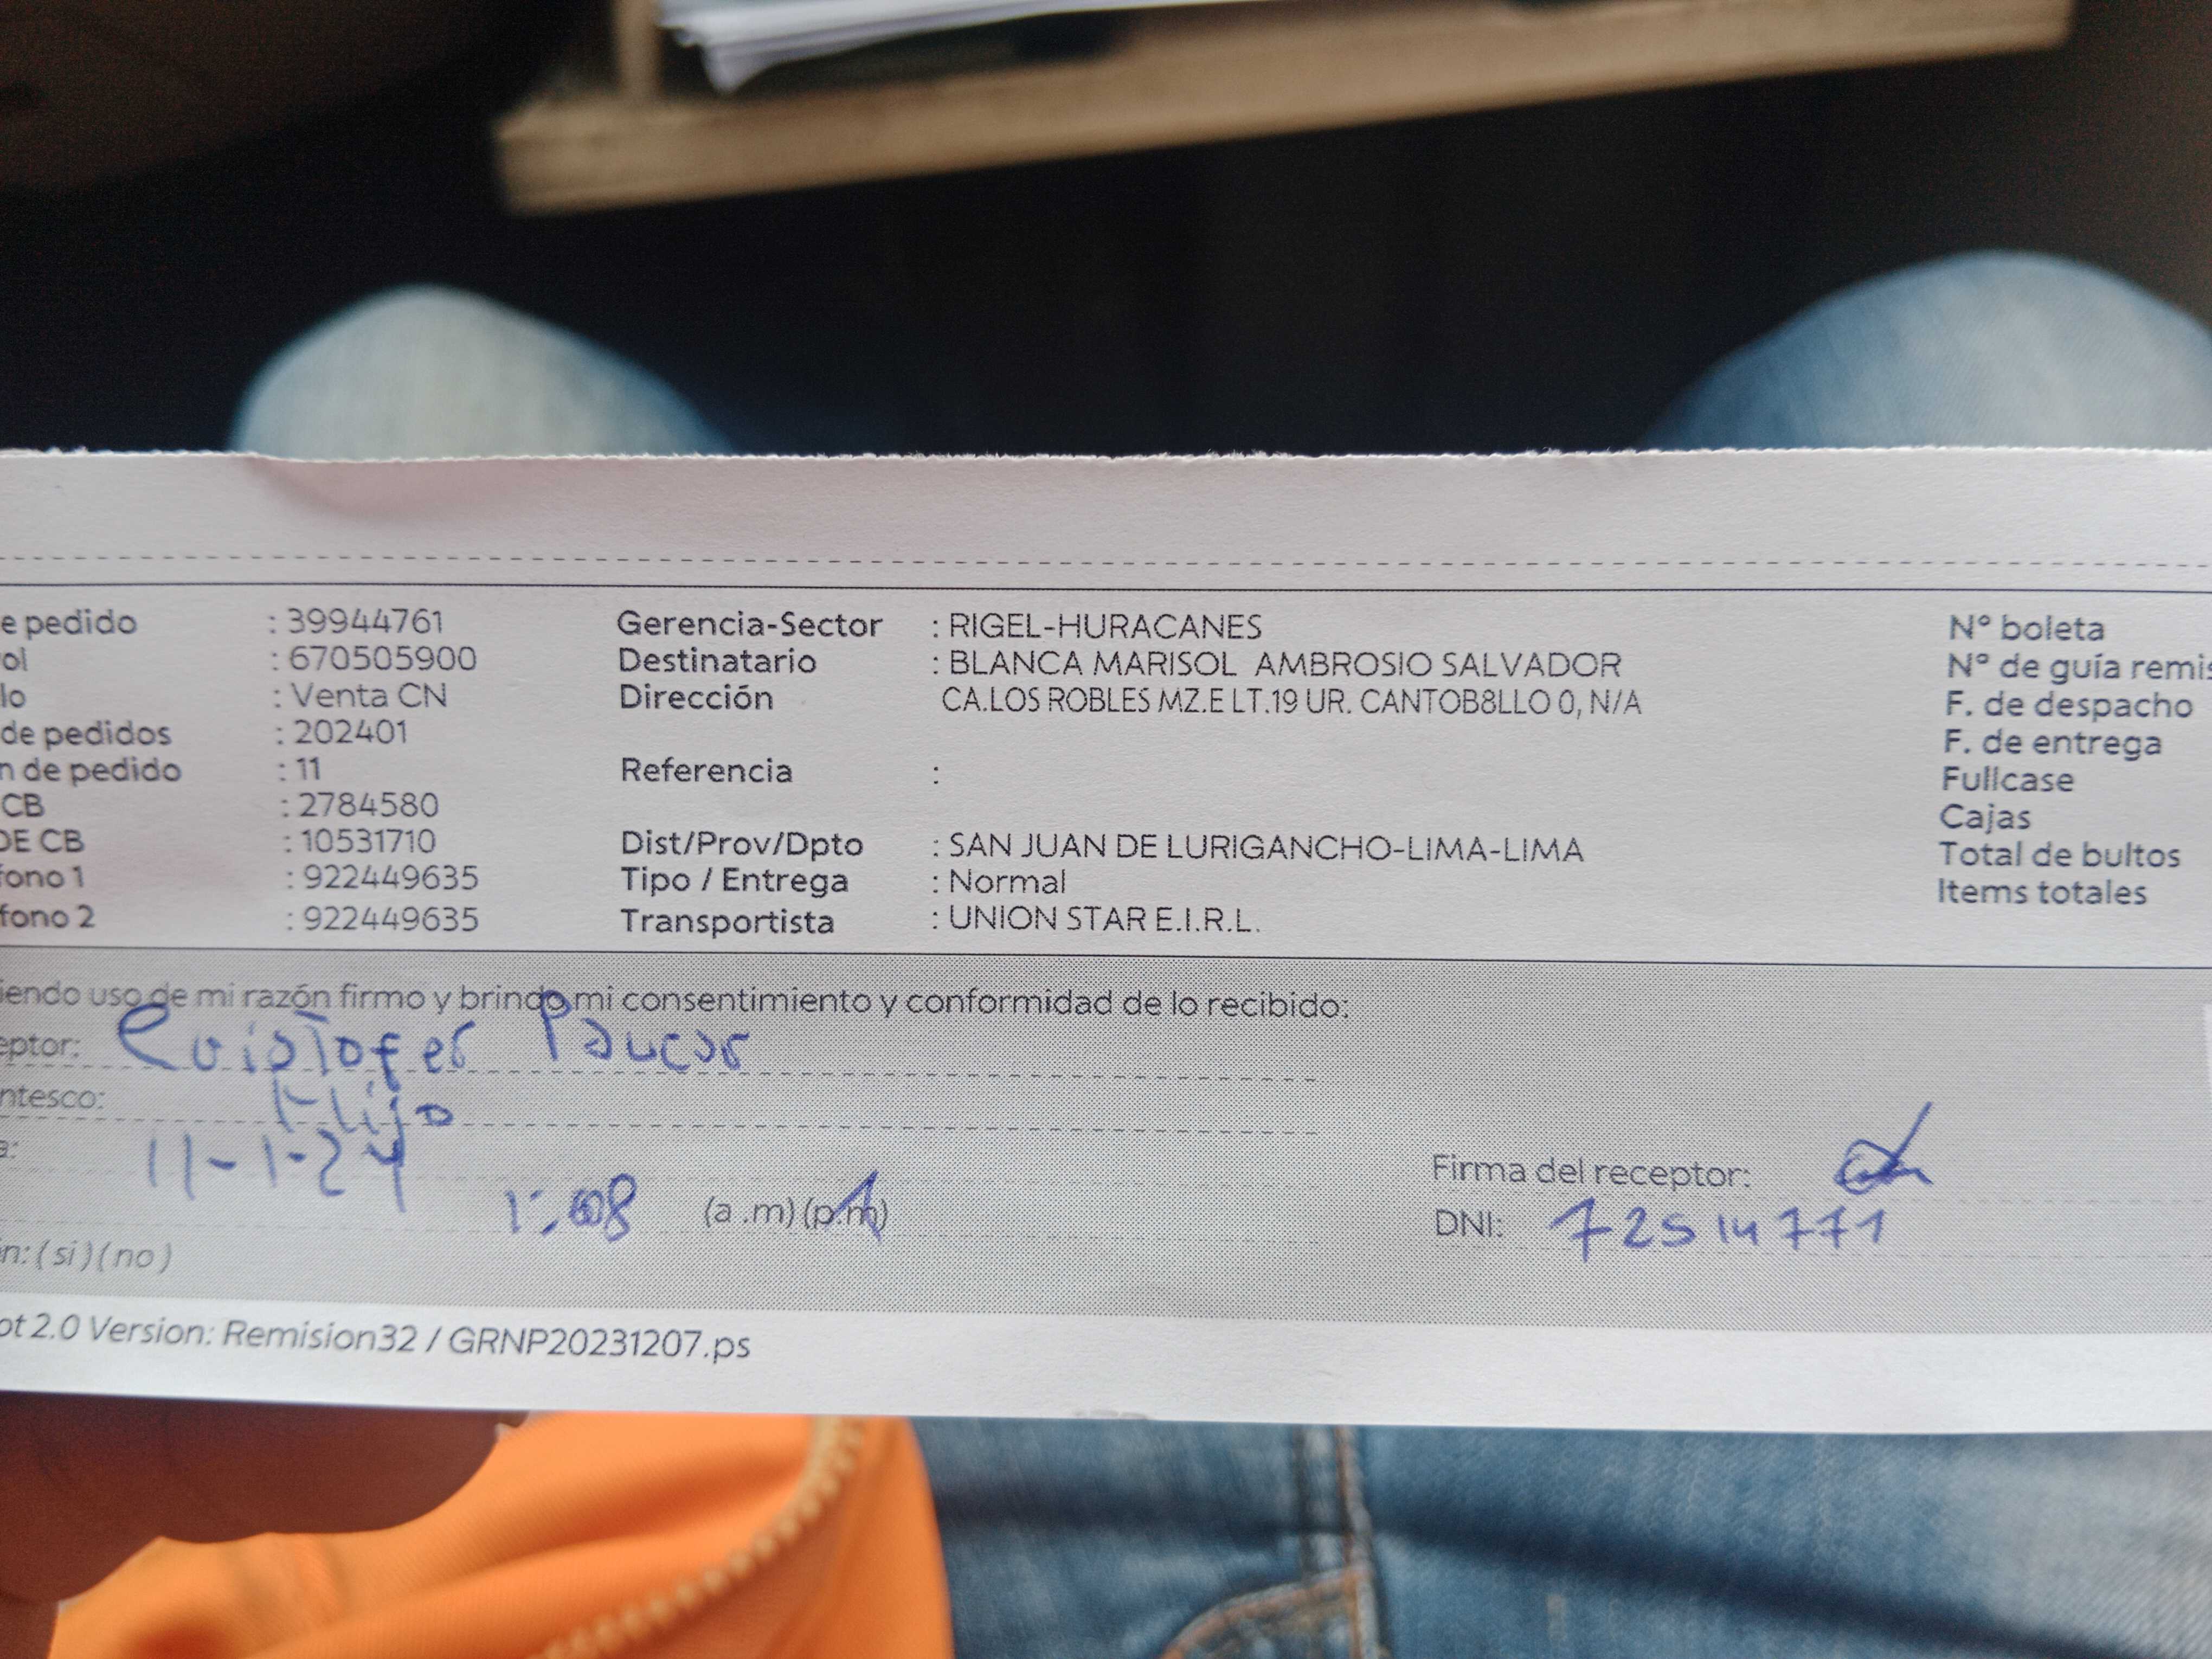 e pedido : 39944761 Gerencia-Sector : RIGEL-HURACANES N° boleta
ol : 670505900 Destinatario : BLANCA MARISOL AMBROSIO SALVADOR N° de guía remis
lo : Venta CN Dirección CA.LOS ROBLES MZ.E LT.19 UR. CANTOB8LLO 0, N/A F. de despacho
de pedidos : 202401 F. de entrega
n de pedido : 11 Referencia : Fullcase
CB : 2784580 Cajas
DE CB : 10531710 Dist/Prov/Dpto : SAN JUAN DE LURIGANCHO-LIMA-LIMA Total de bultos
fono 1 : 922449635 Tipo / Entrega : Normal Items totales
fono 2 : 922449635 Transportista : UNION STAR E.I.R.L.
iendo uso de mi razón firmo y brindo mi consentimiento y conformidad de lo recibido:
eptor: Cristofer Paucar
ntesco: Hijo
a: 11-1-24
1:08 (a .m) (p.m)
Firma del receptor:
DNI: 72514771
n: ( si ) ( no )
ot 2.0 Version: Remision32 / GRNP20231207.ps